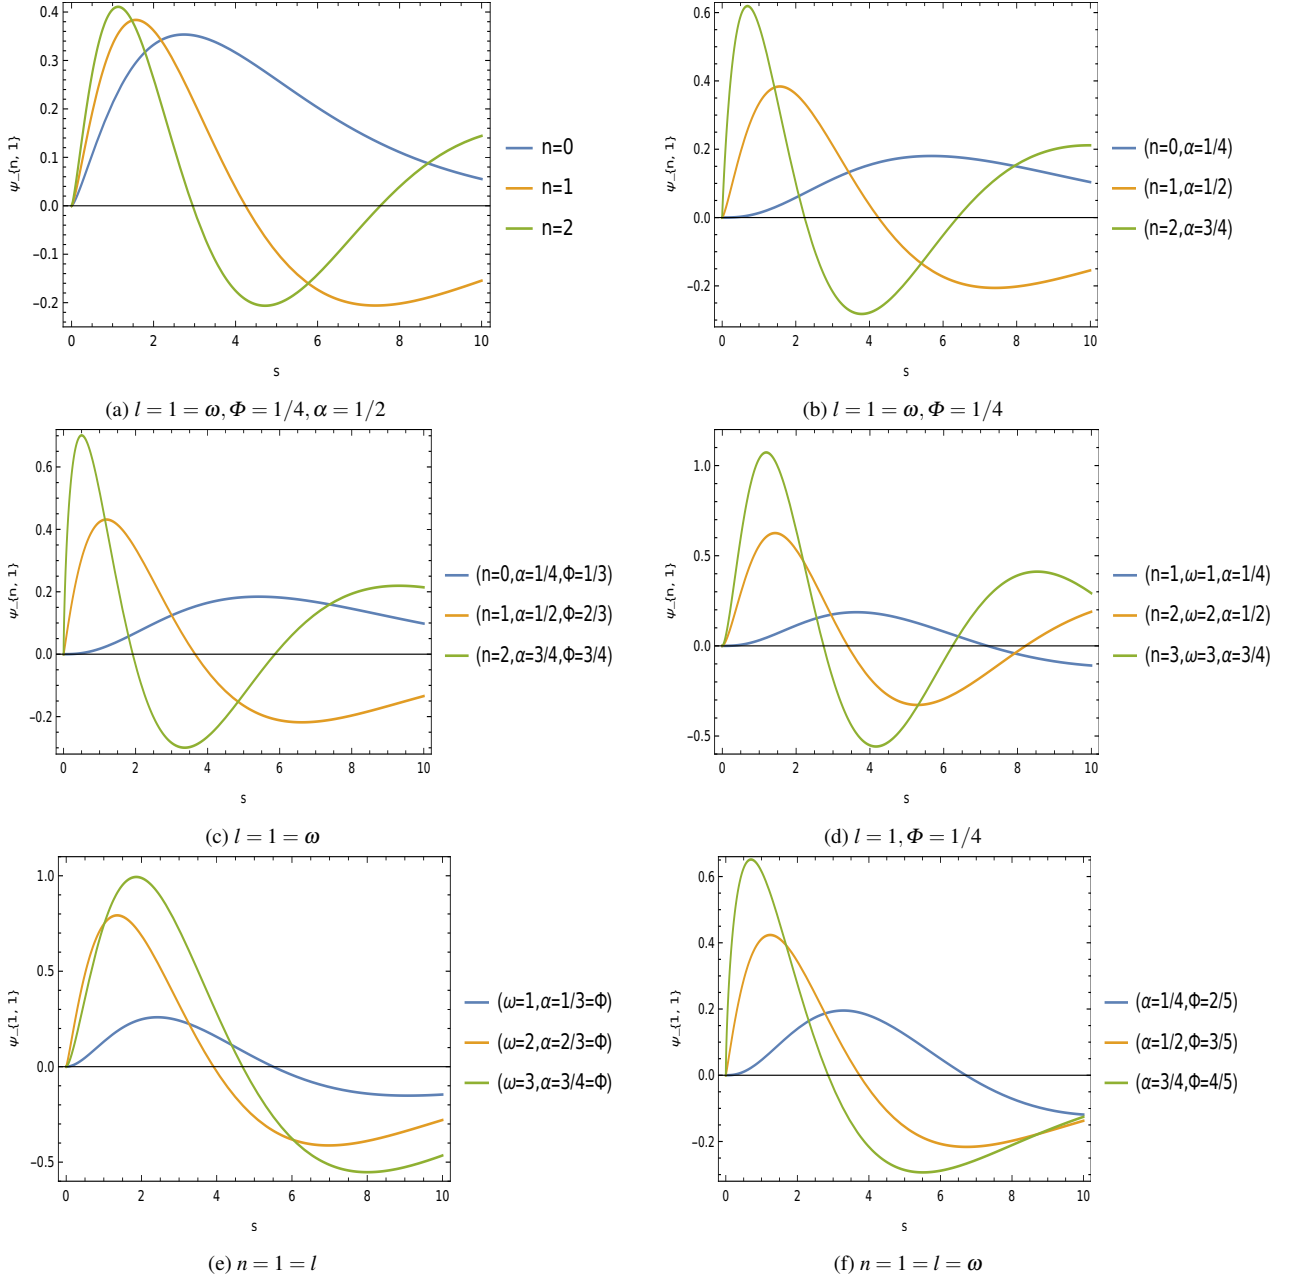 0.4
0.3
0.2
0.1
0.0
−0.1
−0.2
ψ_{n, 1}
0 2 4 6 8 10
s
n=0
n=1
n=2
(a) l = 1 = ω, Φ = 1/4, α = 1/2
0.6
0.4
0.2
0.0
−0.2
ψ_{n, 1}
0 2 4 6 8 10
s
(n=0,α=1/4)
(n=1,α=1/2)
(n=2,α=3/4)
(b) l = 1 = ω, Φ = 1/4
0.6
0.4
0.2
0.0
−0.2
ψ_{n, 1}
0 2 4 6 8 10
s
(n=0,α=1/4,Φ=1/3)
(n=1,α=1/2,Φ=2/3)
(n=2,α=3/4,Φ=3/4)
(c) l = 1 = ω
1.0
0.5
0.0
−0.5
ψ_{n, 1}
0 2 4 6 8 10
s
(n=1,ω=1,α=1/4)
(n=2,ω=2,α=1/2)
(n=3,ω=3,α=3/4)
(d) l = 1, Φ = 1/4
1.0
0.5
0.0
−0.5
ψ_{1, 1}
0 2 4 6 8 10
s
(ω=1,α=1/3=Φ)
(ω=2,α=2/3=Φ)
(ω=3,α=3/4=Φ)
(e) n = 1 = l
0.6
0.4
0.2
0.0
−0.2
ψ_{1, 1}
0 2 4 6 8 10
s
(α=1/4,Φ=2/5)
(α=1/2,Φ=3/5)
(α=3/4,Φ=4/5)
(f) n = 1 = l = ω